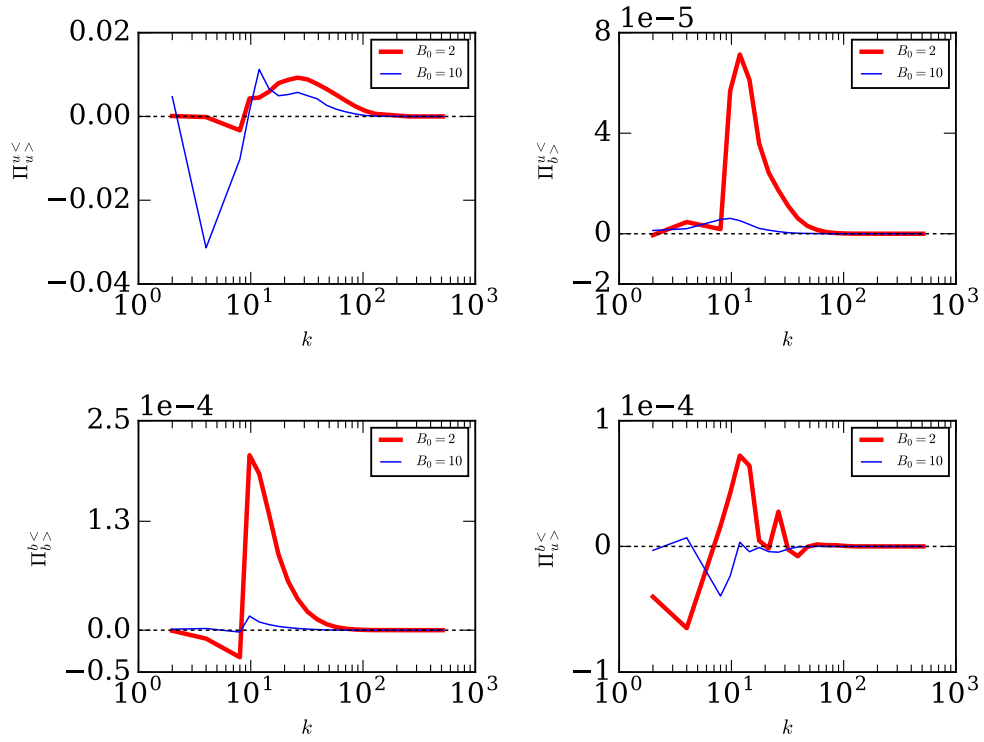 0.02
0.00
−0.02
−0.04
10^0 10^1 10^2 10^3
k
Π^{u<}_{u>}
B_0 = 2
B_0 = 10
1e−5
8
4
0
−2
10^0 10^1 10^2 10^3
k
Π^{u<}_{b>}
B_0 = 2
B_0 = 10
1e−4
2.5
1.3
0.0
−0.5
10^0 10^1 10^2 10^3
k
Π^{b<}_{b>}
B_0 = 2
B_0 = 10
1e−4
1
0
−1
10^0 10^1 10^2 10^3
k
Π^{b<}_{u>}
B_0 = 2
B_0 = 10